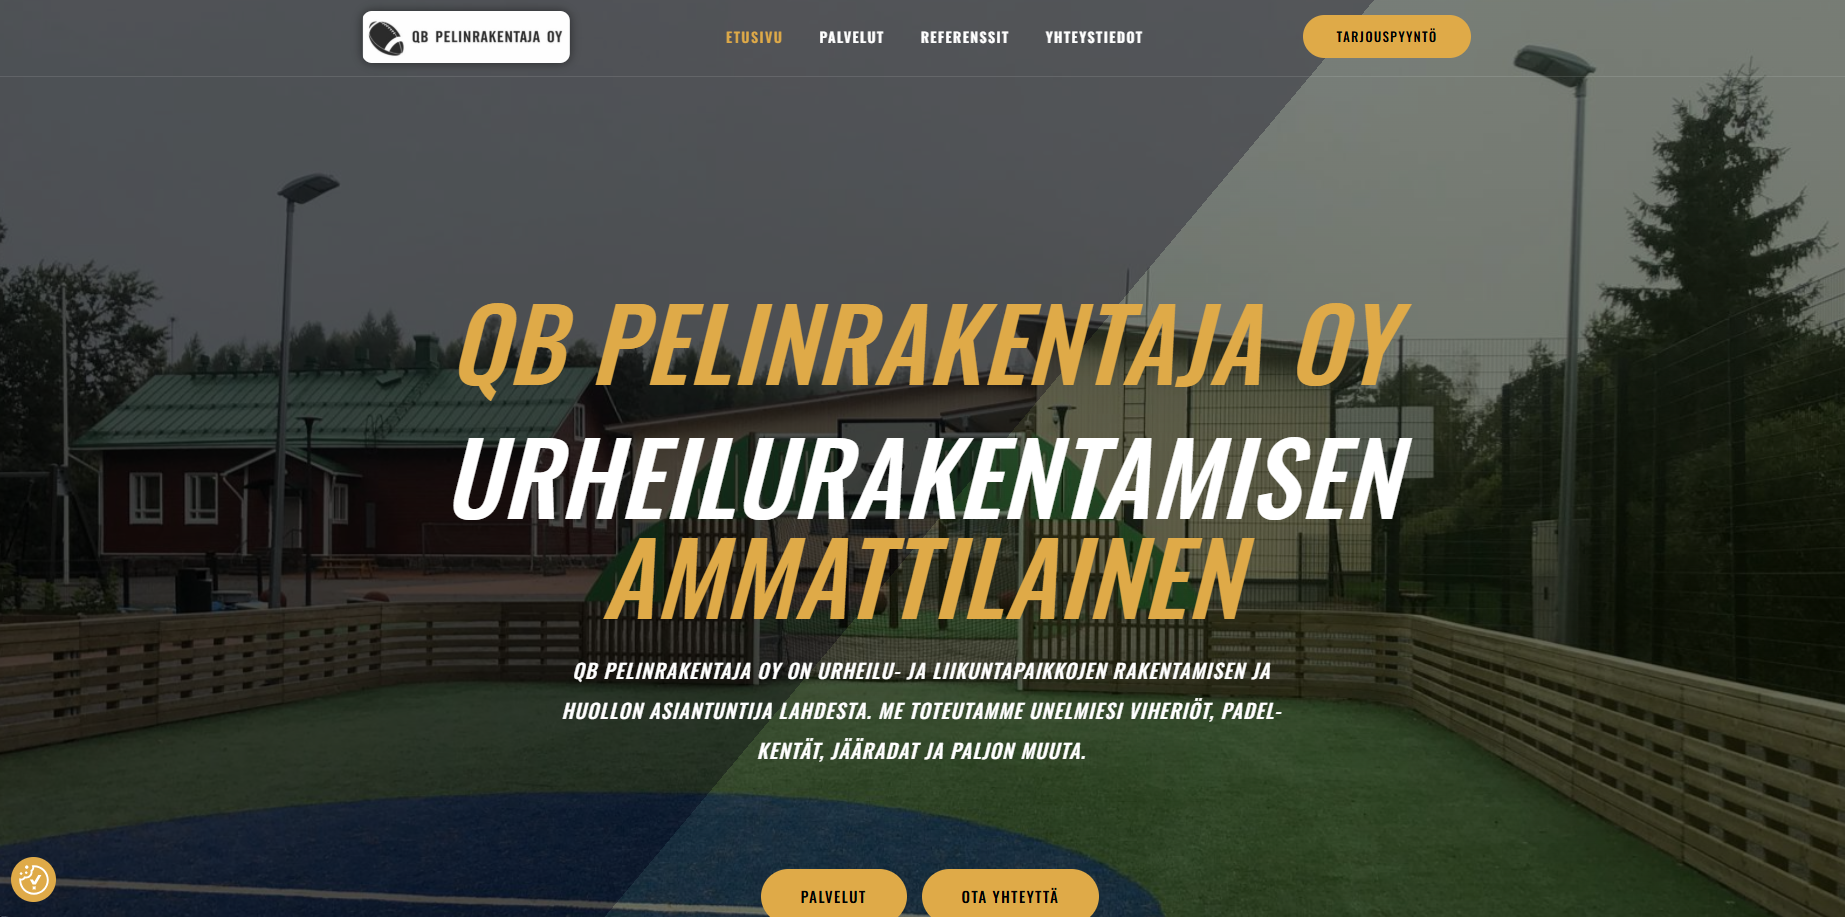 QB PELINRAKENTAJA OY
ETUSIVU
PALVELUT
REFERENSSIT
YHTEYSTIEDOT
TARJOUSPYYNTÖ
QB PELINRAKENTAJA OY
URHEILURAKENTAMISEN
AMMATTILAINEN
QB PELINRAKENTAJA OY ON URHEILU- JA LIIKUNTAPAIKKOJEN RAKENTAMISEN JA
HUOLLON ASIANTUNTIJA LAHDESTA. ME TOTEUTAMME UNELMIESI VIHERIÖT, PADEL-
KENTÄT, JÄÄRADAT JA PALJON MUUTA.
PALVELUT
OTA YHTEYTTÄ